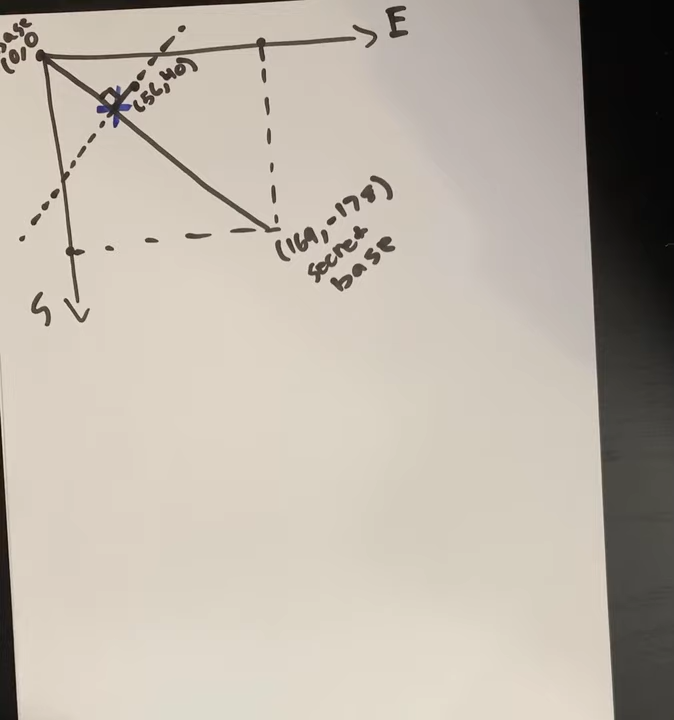 base
(0,0
E
(56,40)
(169,-178)
secret
base
S